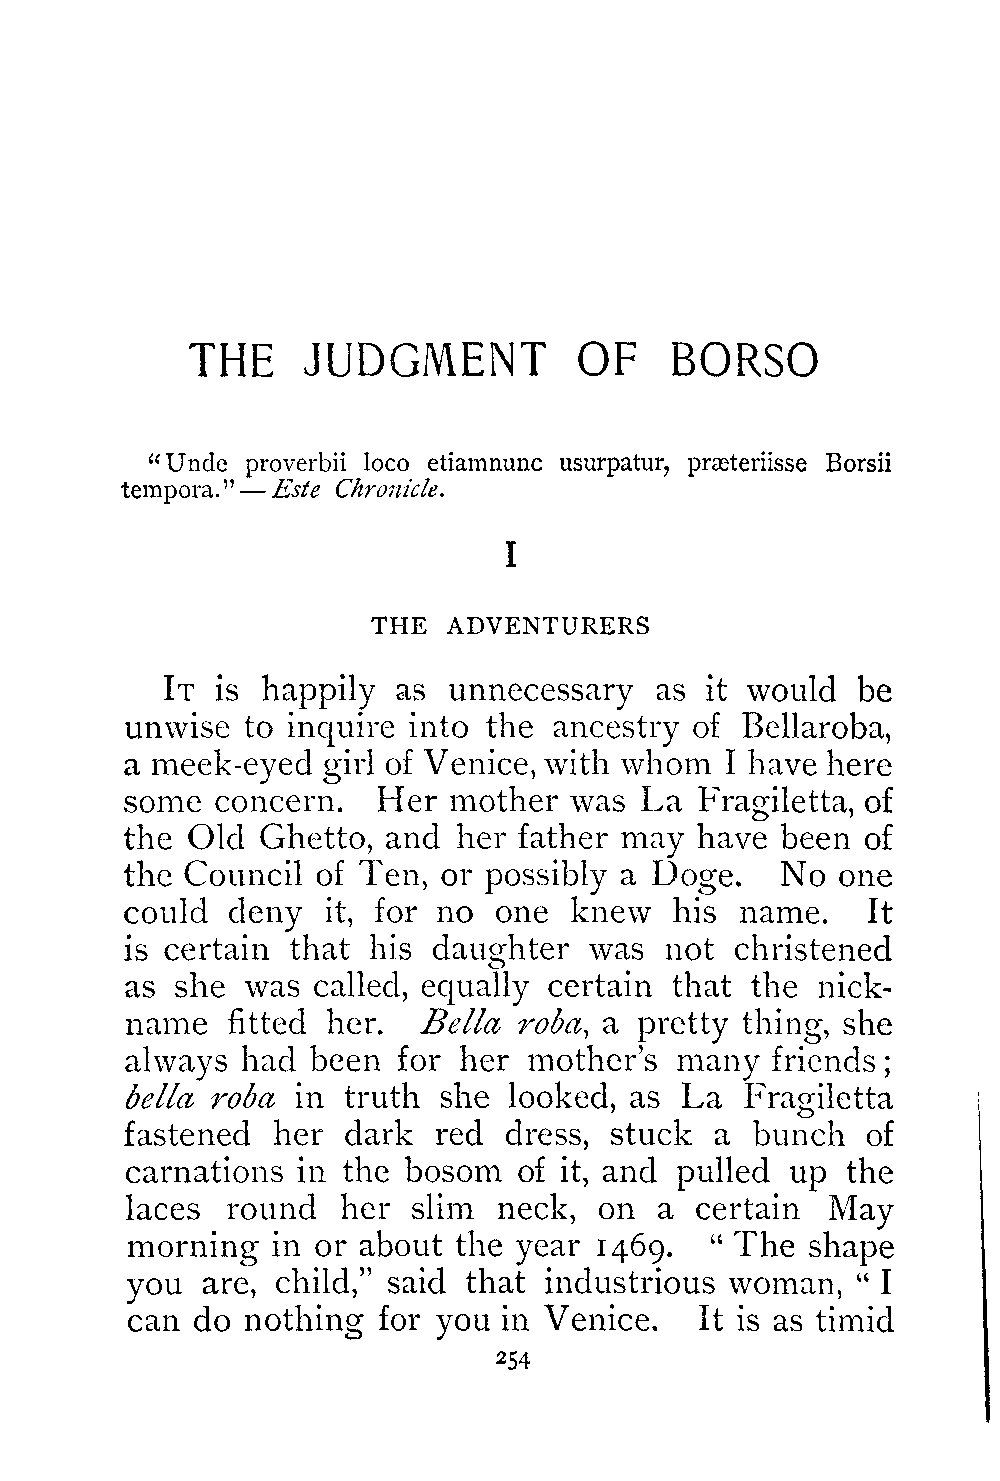 THE JUDGMENT OF BORSO
“Unde proverbii loco etiamnunc usurpatur, præteriisse Borsii
tempora.”—Este Chronicle.
I
THE ADVENTURERS
IT is happily as unnecessary as it would be
unwise to inquire into the ancestry of Bellaroba,
a meek-eyed girl of Venice, with whom I have here
some concern. Her mother was La Fragiletta, of
the Old Ghetto, and her father may have been of
the Council of Ten, or possibly a Doge. No one
could deny it, for no one knew his name. It
is certain that his daughter was not christened
as she was called, equally certain that the nick-
name fitted her. Bella roba, a pretty thing, she
always had been for her mother’s many friends;
bella roba in truth she looked, as La Fragiletta
fastened her dark red dress, stuck a bunch of
carnations in the bosom of it, and pulled up the
laces round her slim neck, on a certain May
morning in or about the year 1469. “The shape
you are, child,” said that industrious woman, “I
can do nothing for you in Venice. It is as timid
254